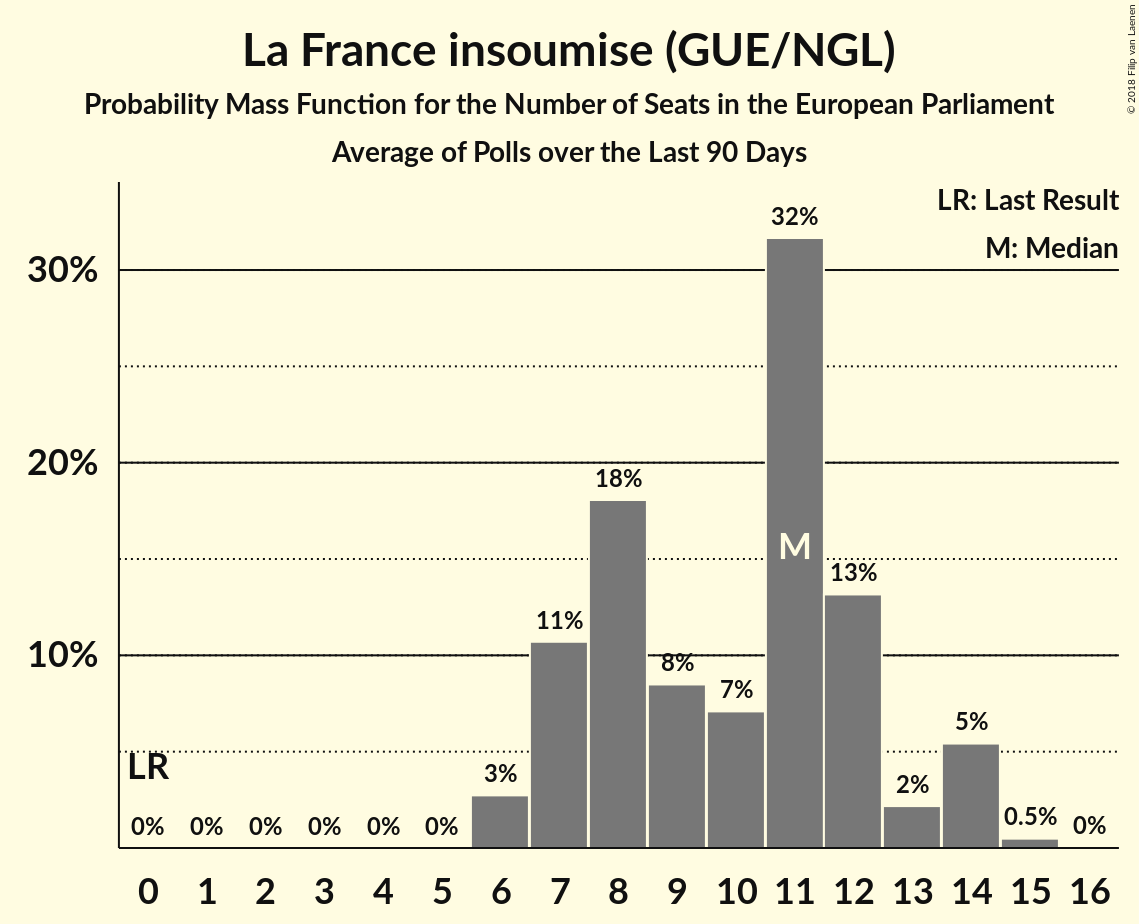 La France insoumise (GUE/NGL)
Probability Mass Function for the Number of Seats in the European Parliament
Average of Polls over the Last 90 Days
© 2018 Filip van Laenen
LR: Last Result
M: Median
32%
30%
20%
18%
M
13%
11%
10%
8%
7%
5%
LR
3%
2%
0% 0% 0% 0% 0% 0% 0.5% 0%
0 1 2 3 4 5 6 7 8 9 10 11 12 13 14 15 16